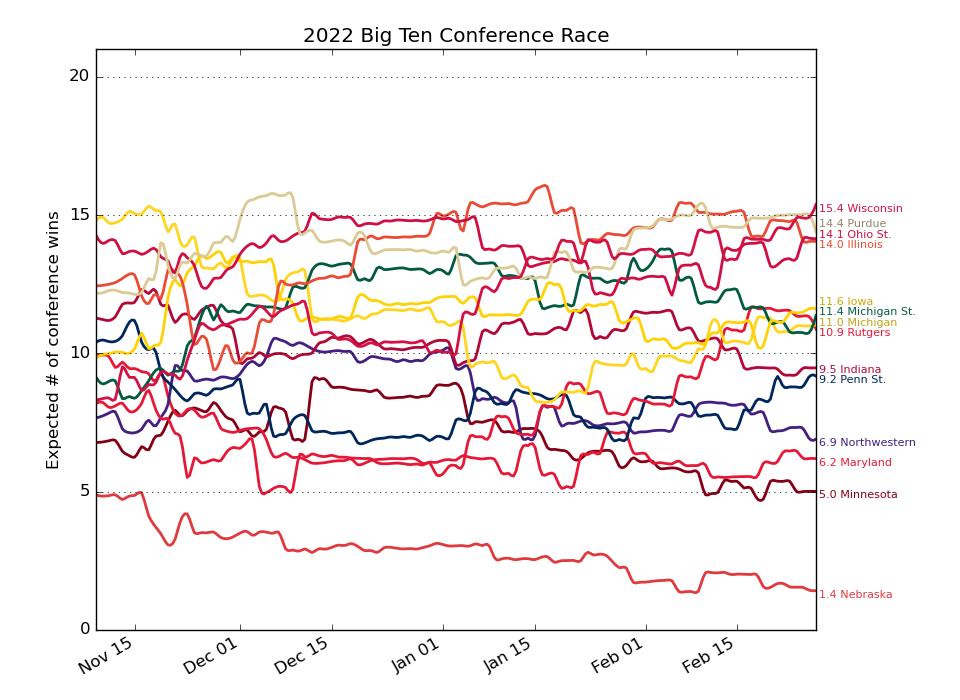 2022 Big Ten Conference Race
Expected # of conference wins
20
15
10
5
0
Nov 15
Dec 01
Dec 15
Jan 01
Jan 15
Feb 01
Feb 15
15.4 Wisconsin
14.4 Purdue
14.1 Ohio St.
14.0 Illinois
11.6 Iowa
11.4 Michigan St.
11.0 Michigan
10.9 Rutgers
9.5 Indiana
9.2 Penn St.
6.9 Northwestern
6.2 Maryland
5.0 Minnesota
1.4 Nebraska